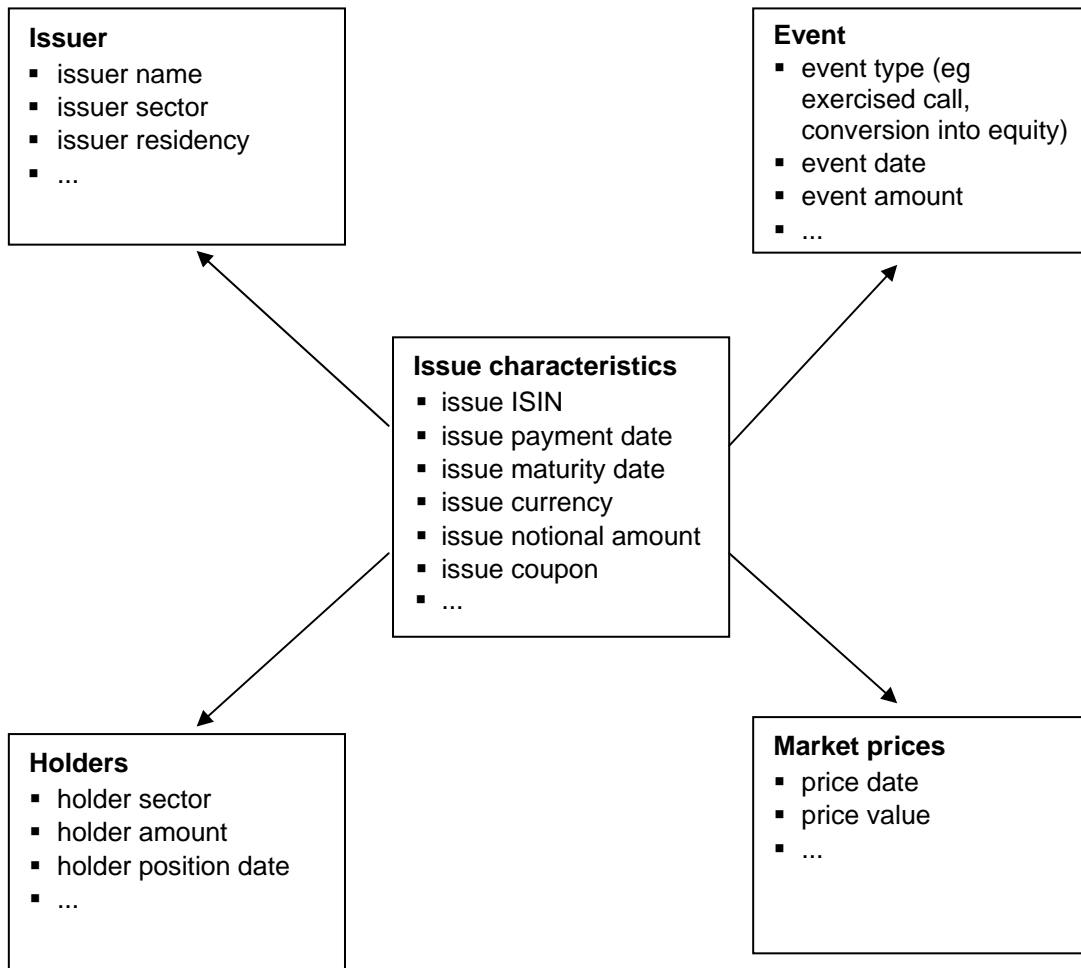 Issuer
▪ issuer name
▪ issuer sector
▪ issuer residency
▪ ...
Event
▪ event type (eg
exercised call,
conversion into equity)
▪ event date
▪ event amount
▪ ...
Issue characteristics
▪ issue ISIN
▪ issue payment date
▪ issue maturity date
▪ issue currency
▪ issue notional amount
▪ issue coupon
▪ ...
Holders
▪ holder sector
▪ holder amount
▪ holder position date
▪ ...
Market prices
▪ price date
▪ price value
▪ ...